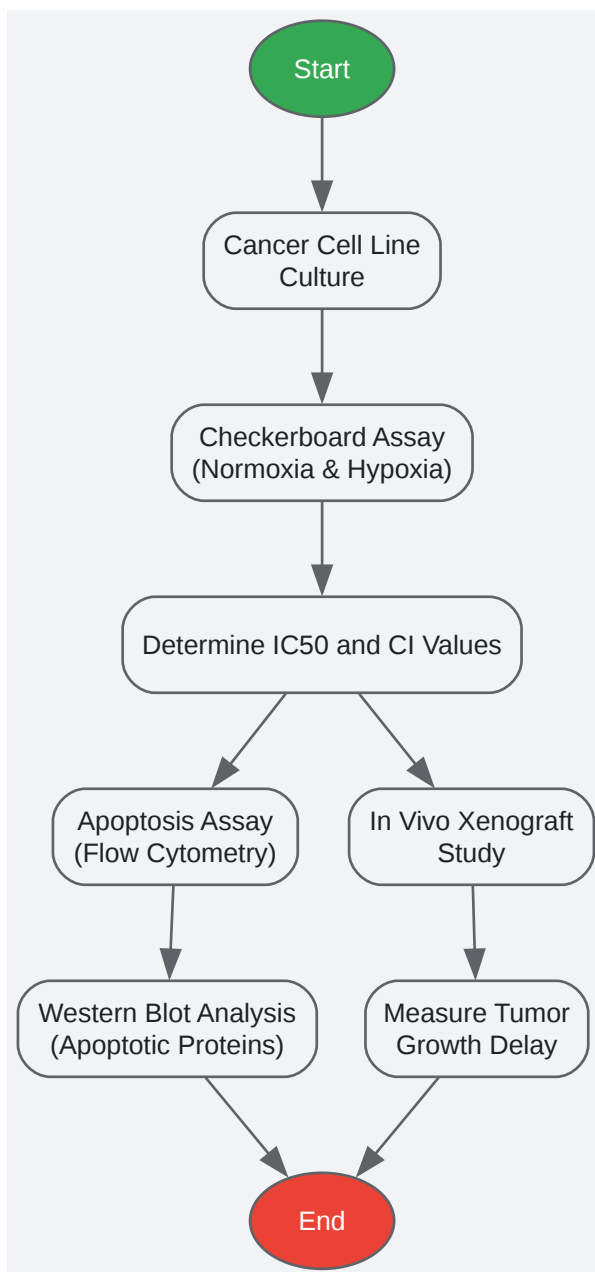 Start
Cancer Cell Line
Culture
Checkerboard Assay
(Normoxia & Hypoxia)
Determine IC50 and CI Values
Apoptosis Assay
(Flow Cytometry)
In Vivo Xenograft
Study
Western Blot Analysis
(Apoptotic Proteins)
Measure Tumor
Growth Delay
End